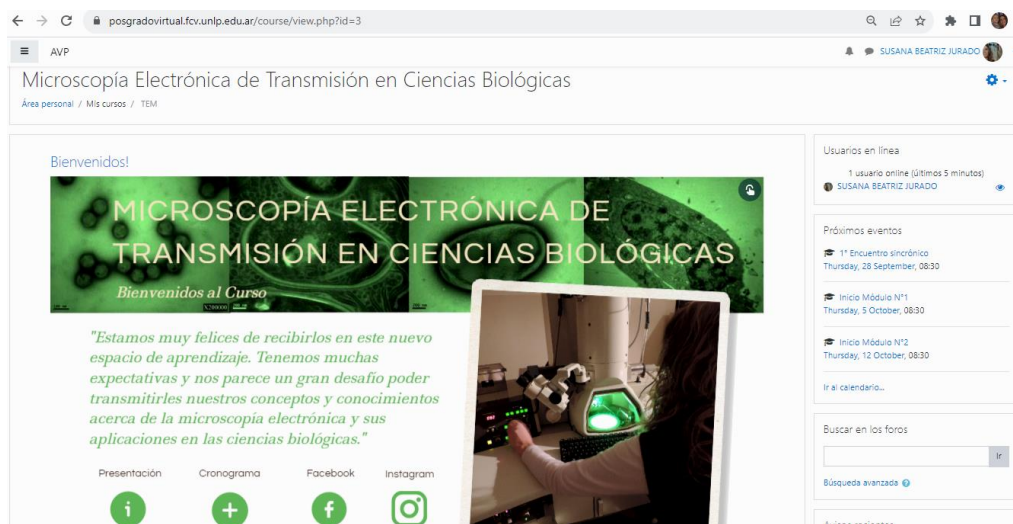 posgradovirtual.fcv.unlp.edu.ar/course/view.php?id=3
AVP
SUSANA BEATRIZ JURADO
Microscopía Electrónica de Transmisión en Ciencias Biológicas
Área personal / Mis cursos / TEM
Bienvenidos!
MICROSCOPÍA ELECTRÓNICA DE
TRANSMISIÓN EN CIENCIAS BIOLÓGICAS
Bienvenidos al Curso
X200000
"Estamos muy felices de recibirlos en este nuevo
espacio de aprendizaje. Tenemos muchas
expectativas y nos parece un gran desafío poder
transmitirles nuestros conceptos y conocimientos
acerca de la microscopía electrónica y sus
aplicaciones en las ciencias biológicas."
Presentación
Cronograma
Facebook
Instagram
Usuarios en línea
1 usuario online (últimos 5 minutos)
SUSANA BEATRIZ JURADO
Próximos eventos
1° Encuentro sincrónico
Thursday, 28 September, 08:30
Inicio Módulo N°1
Thursday, 5 October, 08:30
Inicio Módulo N°2
Thursday, 12 October, 08:30
Ir al calendario...
Buscar en los foros
Ir
Búsqueda avanzada